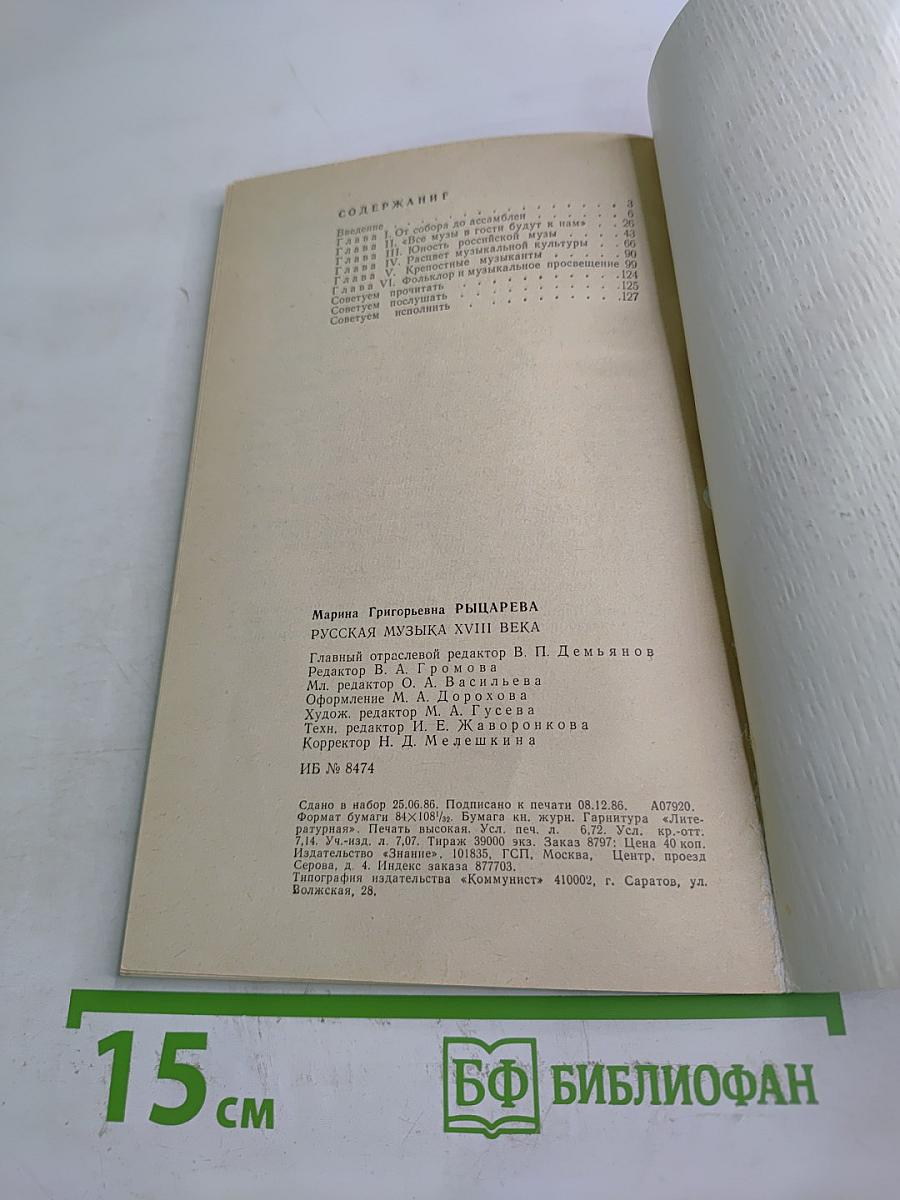 СОДЕРЖАНИЕ
Введение . . . . . . . . . . . . . . . 3
Глава I. От собора до ассамблеи . . . . . . 6
Глава II. «Все музы в гости будут к нам» . . 26
Глава III. Юность российской музы . . . . 43
Глава IV. Расцвет музыкальной культуры . . 66
Глава V. Крепостные музыканты . . . . . 90
Глава VI. Фольклор и музыкальное просвещение 99
Советуем прочитать . . . . . . . . . . .124
Советуем послушать . . . . . . . . . . .125
Советуем исполнить . . . . . . . . . . .127
Марина Григорьевна РЫЦАРЕВА
РУССКАЯ МУЗЫКА XVIII ВЕКА
Главный отраслевой редактор В. П. Демьянов
Редактор В. А. Громова
Мл. редактор О. А. Васильева
Оформление М. А. Дорохова
Худож. редактор М. А. Гусева
Техн. редактор И. Е. Жаворонкова
Корректор Н. Д. Мелешкина
ИБ № 8474
Сдано в набор 25.06.86. Подписано к печати 08.12.86. А07920.
Формат бумаги 84×108¹/₃₂. Бумага кн. журн. Гарнитура «Лите-
ратурная». Печать высокая. Усл. печ. л. 6,72. Усл. кр.-отт.
7,14. Уч.-изд. л. 7,07. Тираж 39000 экз. Заказ 8797: Цена 40 коп.
Издательство «Знание». 101835, ГСП, Москва, Центр, проезд
Серова, д. 4. Индекс заказа 877703.
Типография издательства «Коммунист» 410002, г. Саратов, ул.
Волжская, 28.
15 см
БФ БИБЛИОФАН